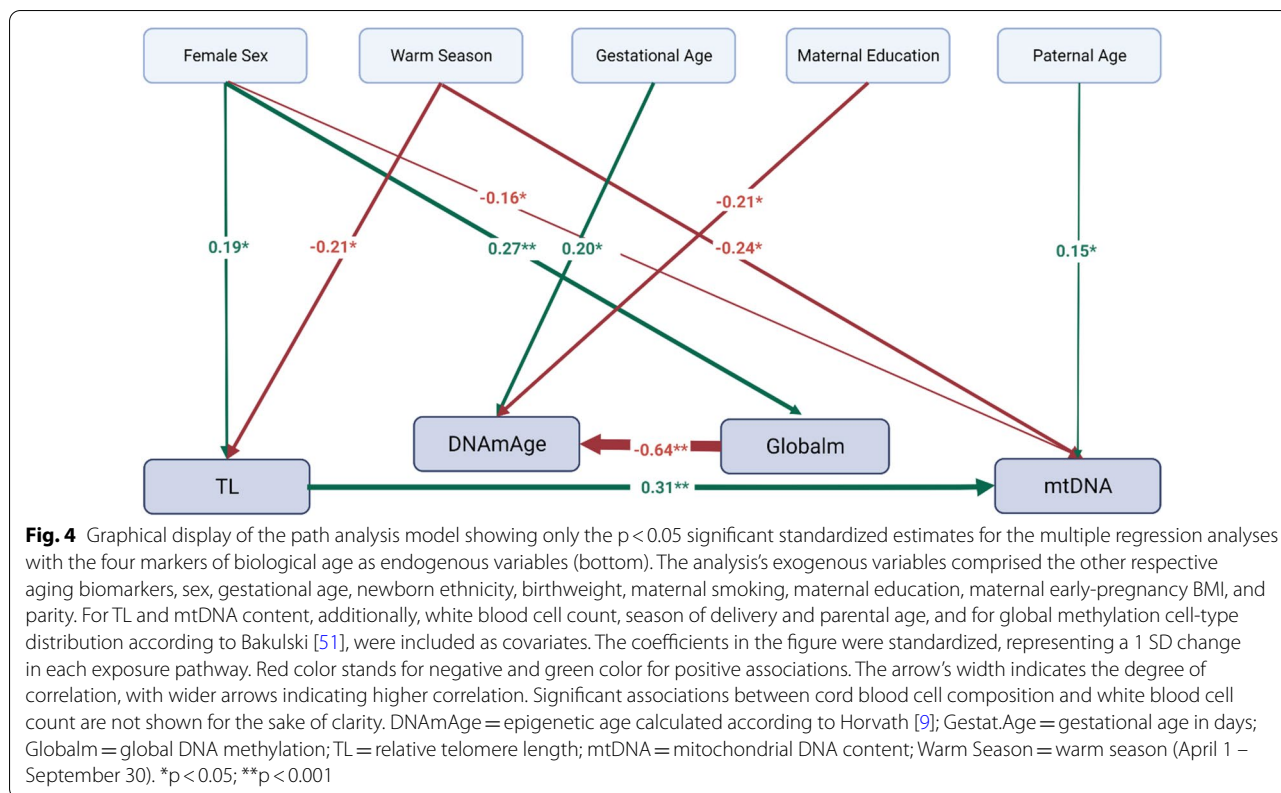 Female Sex
Warm Season
Gestational Age
Maternal Education
Paternal Age
-0.16*
-0.21*
0.19*
-0.21*
0.27**
0.20*
-0.24*
0.15*
DNAmAge
-0.64**
Globalm
TL
0.31**
mtDNA
Fig. 4 Graphical display of the path analysis model showing only the p < 0.05 significant standardized estimates for the multiple regression analyses
with the four markers of biological age as endogenous variables (bottom). The analysis's exogenous variables comprised the other respective
aging biomarkers, sex, gestational age, newborn ethnicity, birthweight, maternal smoking, maternal education, maternal early-pregnancy BMI, and
parity. For TL and mtDNA content, additionally, white blood cell count, season of delivery and parental age, and for global methylation cell-type
distribution according to Bakulski [51], were included as covariates. The coefficients in the figure were standardized, representing a 1 SD change
in each exposure pathway. Red color stands for negative and green color for positive associations. The arrow's width indicates the degree of
correlation, with wider arrows indicating higher correlation. Significant associations between cord blood cell composition and white blood cell
count are not shown for the sake of clarity. DNAmAge = epigenetic age calculated according to Horvath [9]; Gestat.Age = gestational age in days;
Globalm = global DNA methylation; TL = relative telomere length; mtDNA = mitochondrial DNA content; Warm Season = warm season (April 1 –
September 30). *p < 0.05; **p < 0.001